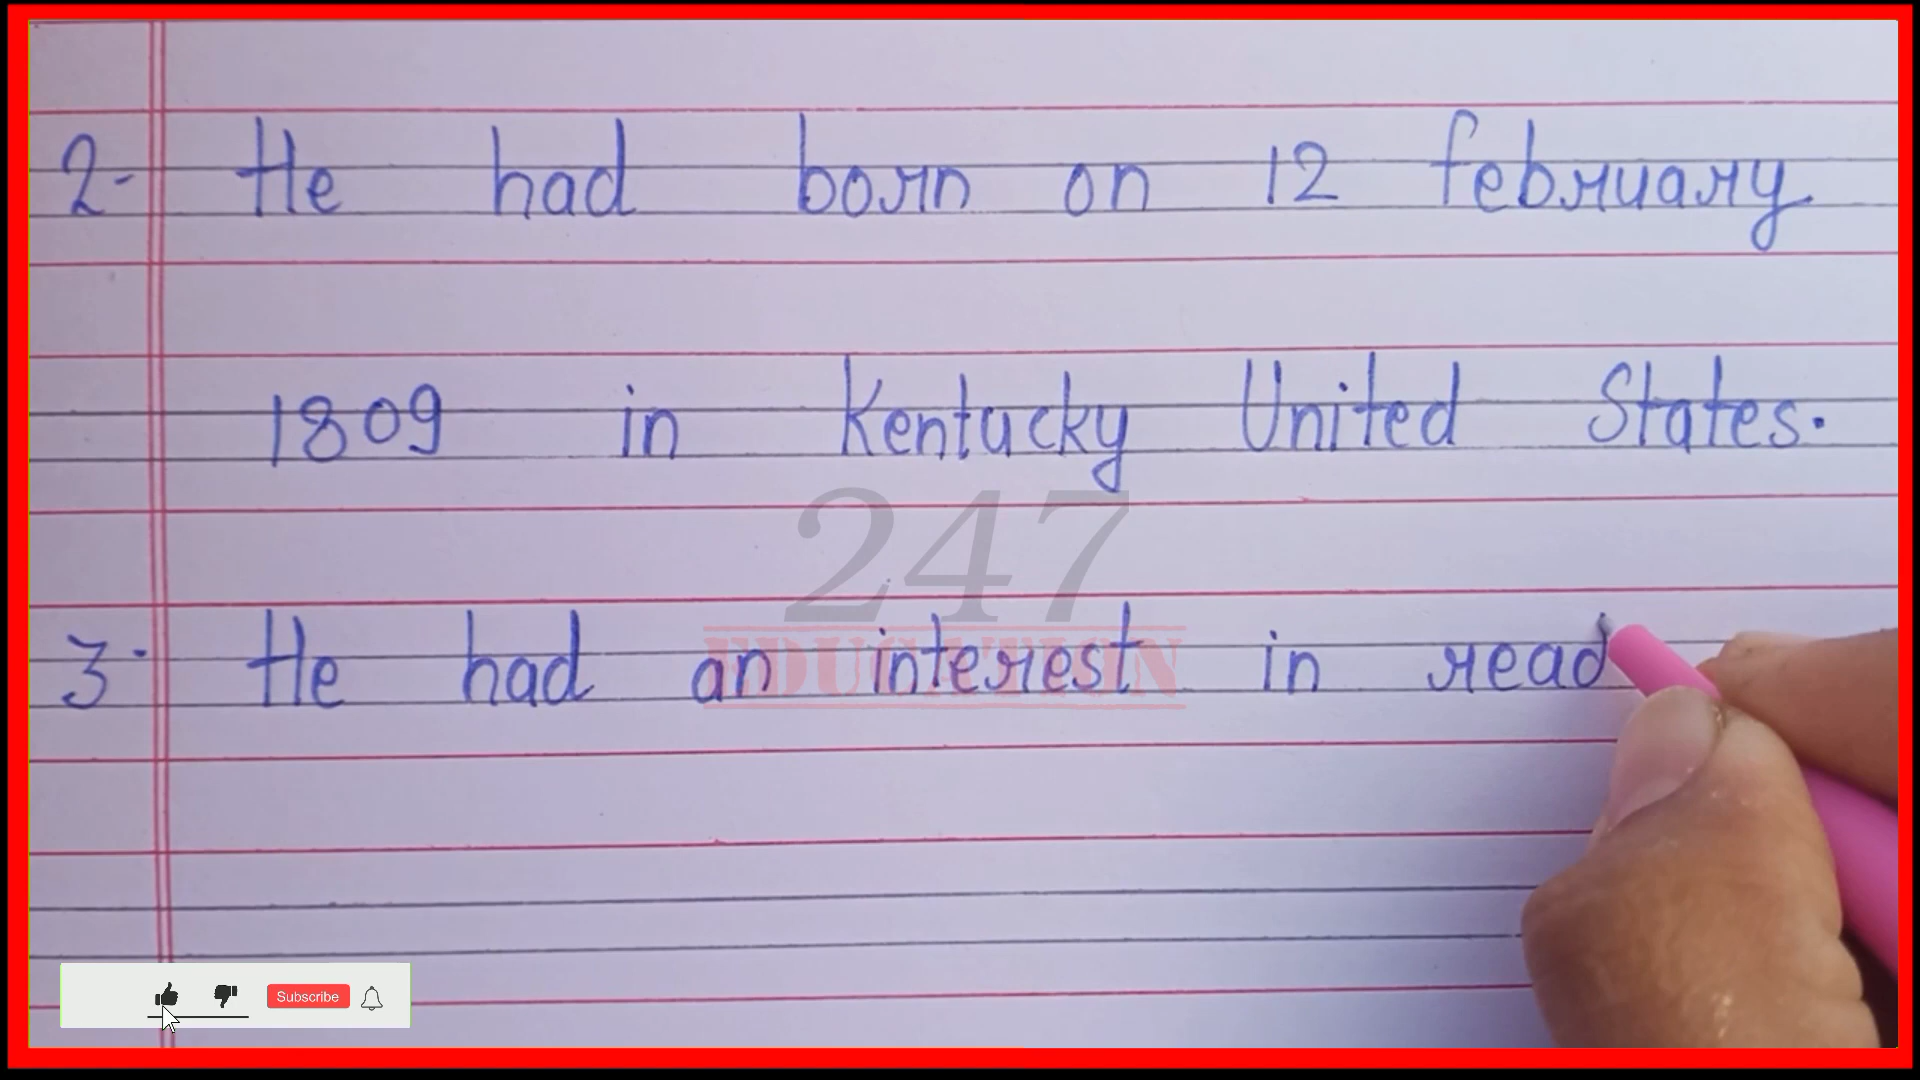 2- He had born on 12 february
1809 in Kentucky United States.
247
EDUCATION
3. He had an interest in read
Subscribe